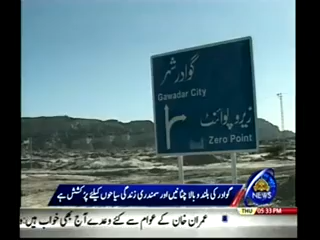 گوادر شہر
Gawadar City
زیرو پوائنٹ
Zero Point
گوادر کی بلند و بالا چٹانیں اور سمندری زندگی سیاحوں کیلئے پرکشش ہے
NEWS
THU 05:33 PM
عمران خان کے عوام سے کئے وعدے آج بھی خواب ہیں